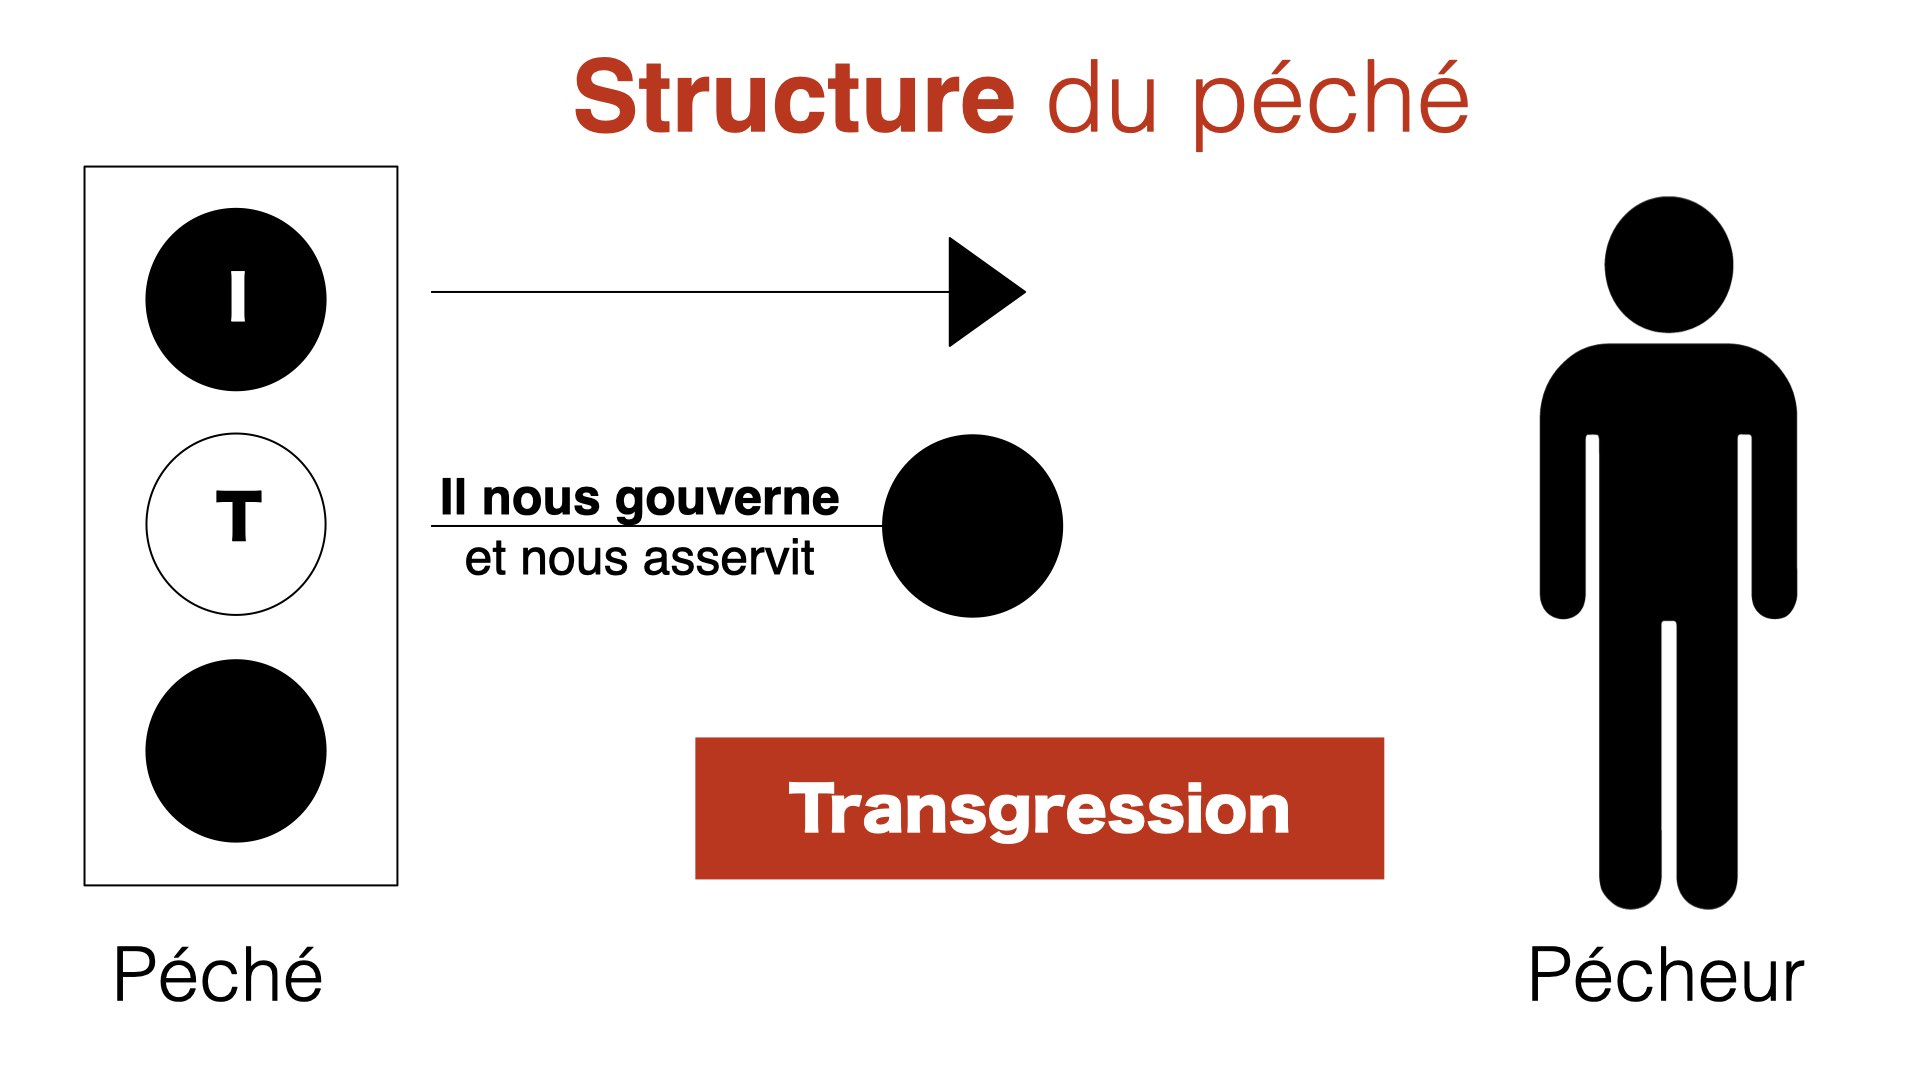 Structure du péché
I
T
Il nous gouverne
et nous asservit
Transgression
Péché
Pécheur